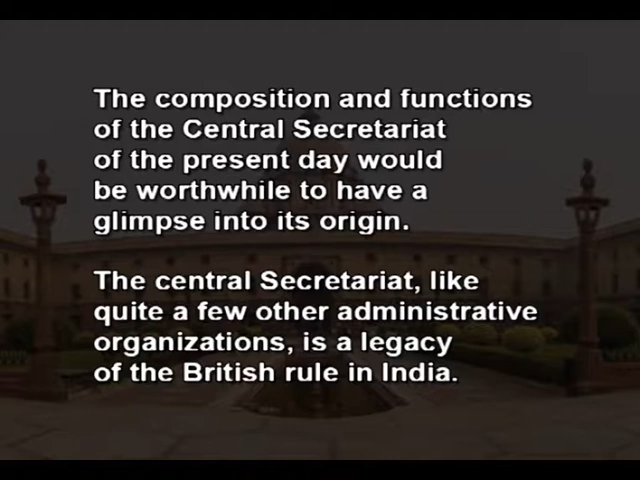 The composition and functions
of the Central Secretariat
of the present day would
be worthwhile to have a
glimpse into its origin.
The central Secretariat, like
quite a few other administrative
organizations, is a legacy
of the British rule in India.